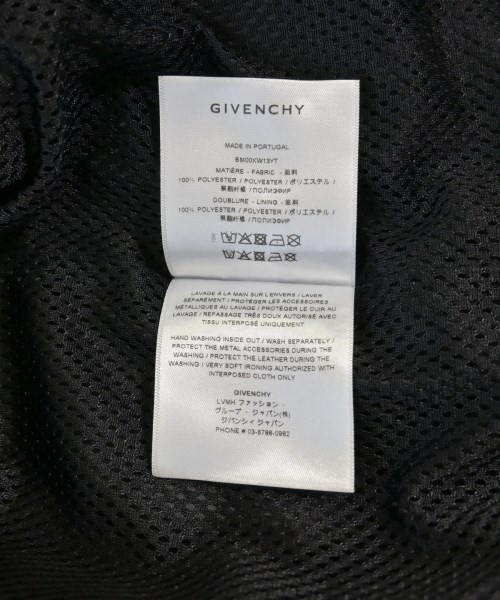 GIVENCHY
MADE IN PORTUGAL
BM00XW13YT
MATIÈRE - FABRIC - 面料
100% POLYESTER / POLYESTER / ポリエステル /
聚酯纤维 / ПОЛИЭФИР
DOUBLURE - LINING - 里料
100% POLYESTER / POLYESTER / ポリエステル /
聚酯纤维 / ПОЛИЭФИР
LAVAGE À LA MAIN SUR L'ENVERS / LAVER
SÉPARÉMENT / PROTÉGER LES ACCESSOIRES
MÉTALLIQUES AU LAVAGE / PROTÉGER LE CUIR AU
LAVAGE / REPASSAGE TRÈS DOUX AUTORISÉ AVEC
TISSU INTERPOSÉ UNIQUEMENT
HAND WASHING INSIDE OUT / WASH SEPARATELY /
PROTECT THE METAL ACCESSORIES DURING THE
WASHING / PROTECT THE LEATHER DURING THE
WASHING / VERY SOFT IRONING AUTHORIZED WITH
INTERPOSED CLOTH ONLY
GIVENCHY
LVMH ファッション -
グループ - ジャパン(株)
ジバンシィ ジャパン
PHONE # 03-5786-0962